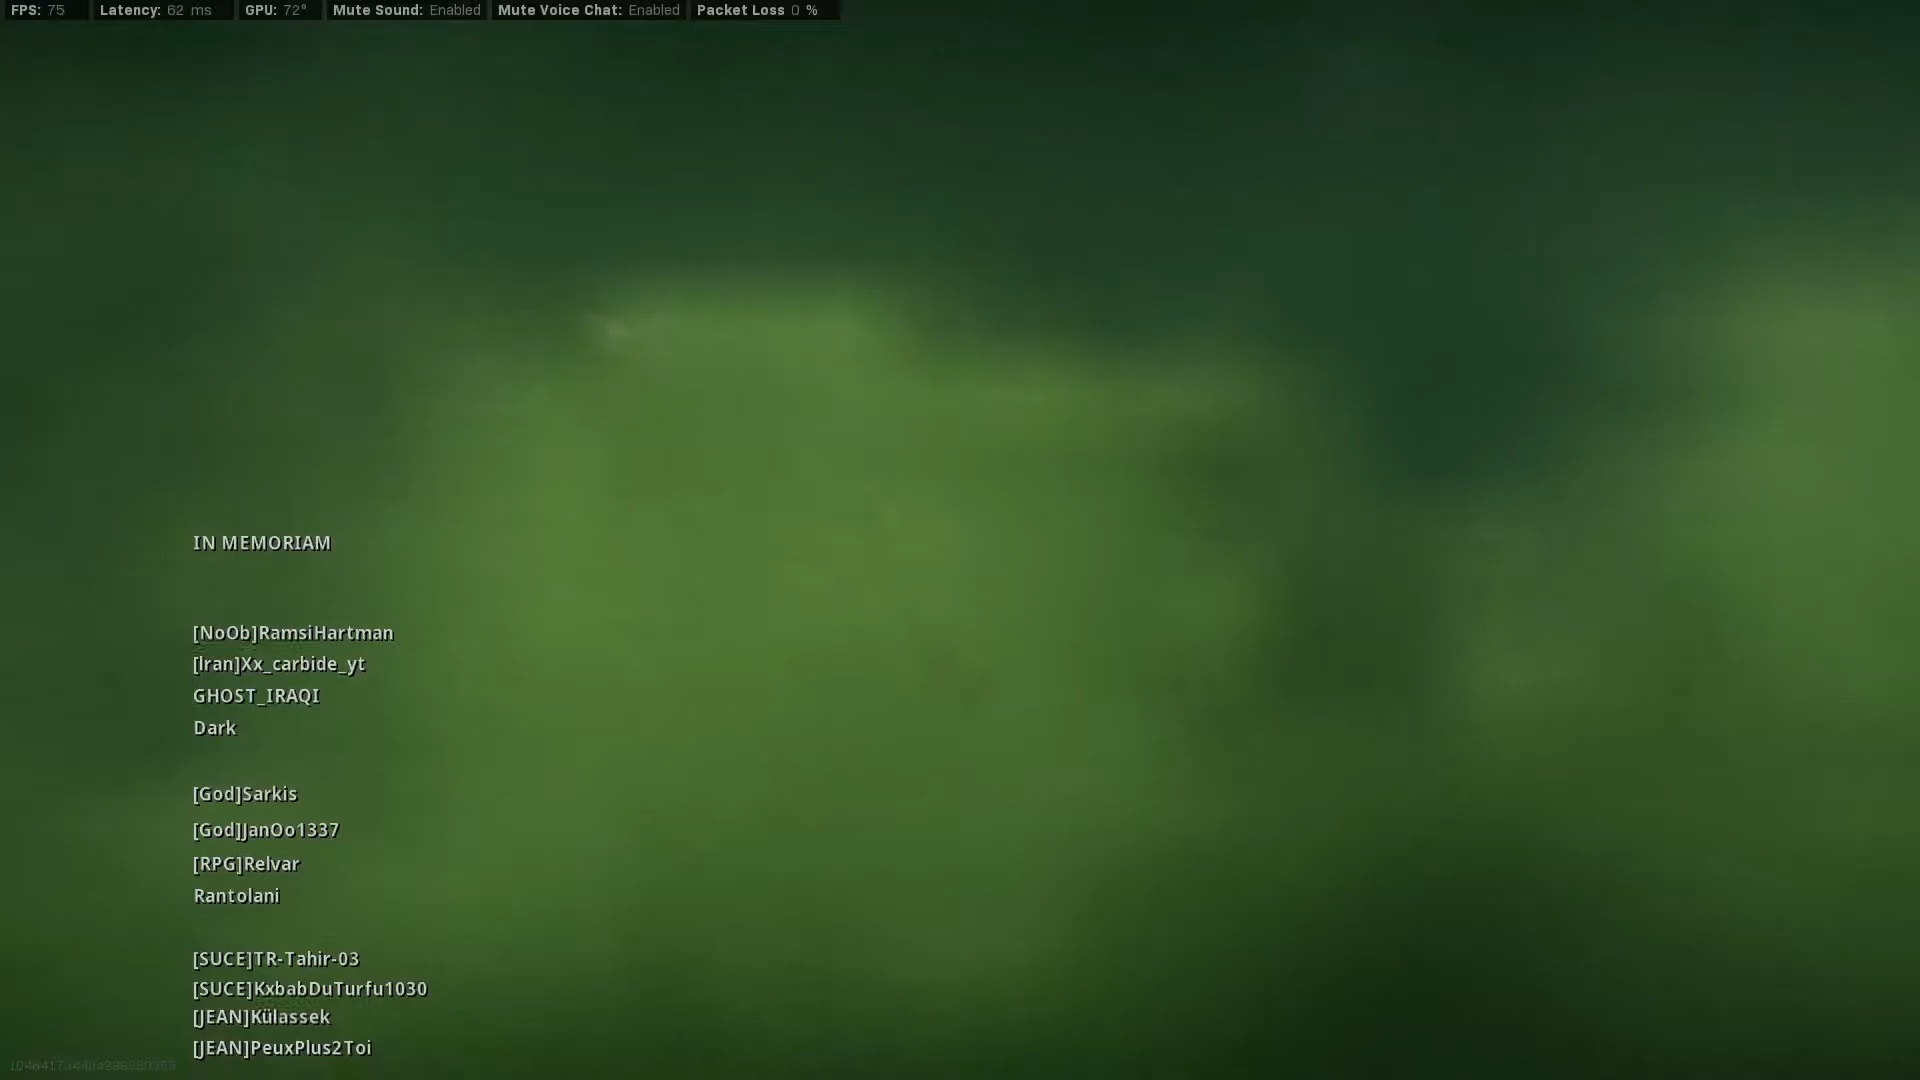 FPS: 75 Latency: 62 ms GPU: 72° Mute Sound: Enabled Mute Voice Chat: Enabled Packet Loss 0 %
IN MEMORIAM
[NoOb]RamsiHartman
[Iran]Xx_carbide_yt
GHOST_IRAQI
Dark
[God]Sarkis
[God]JanOo1337
[RPG]Relvar
Rantolani
[SUCE]TR-Tahir-03
[SUCE]KxbabDuTurfu1030
[JEAN]Külassek
[JEAN]PeuxPlus2Toi